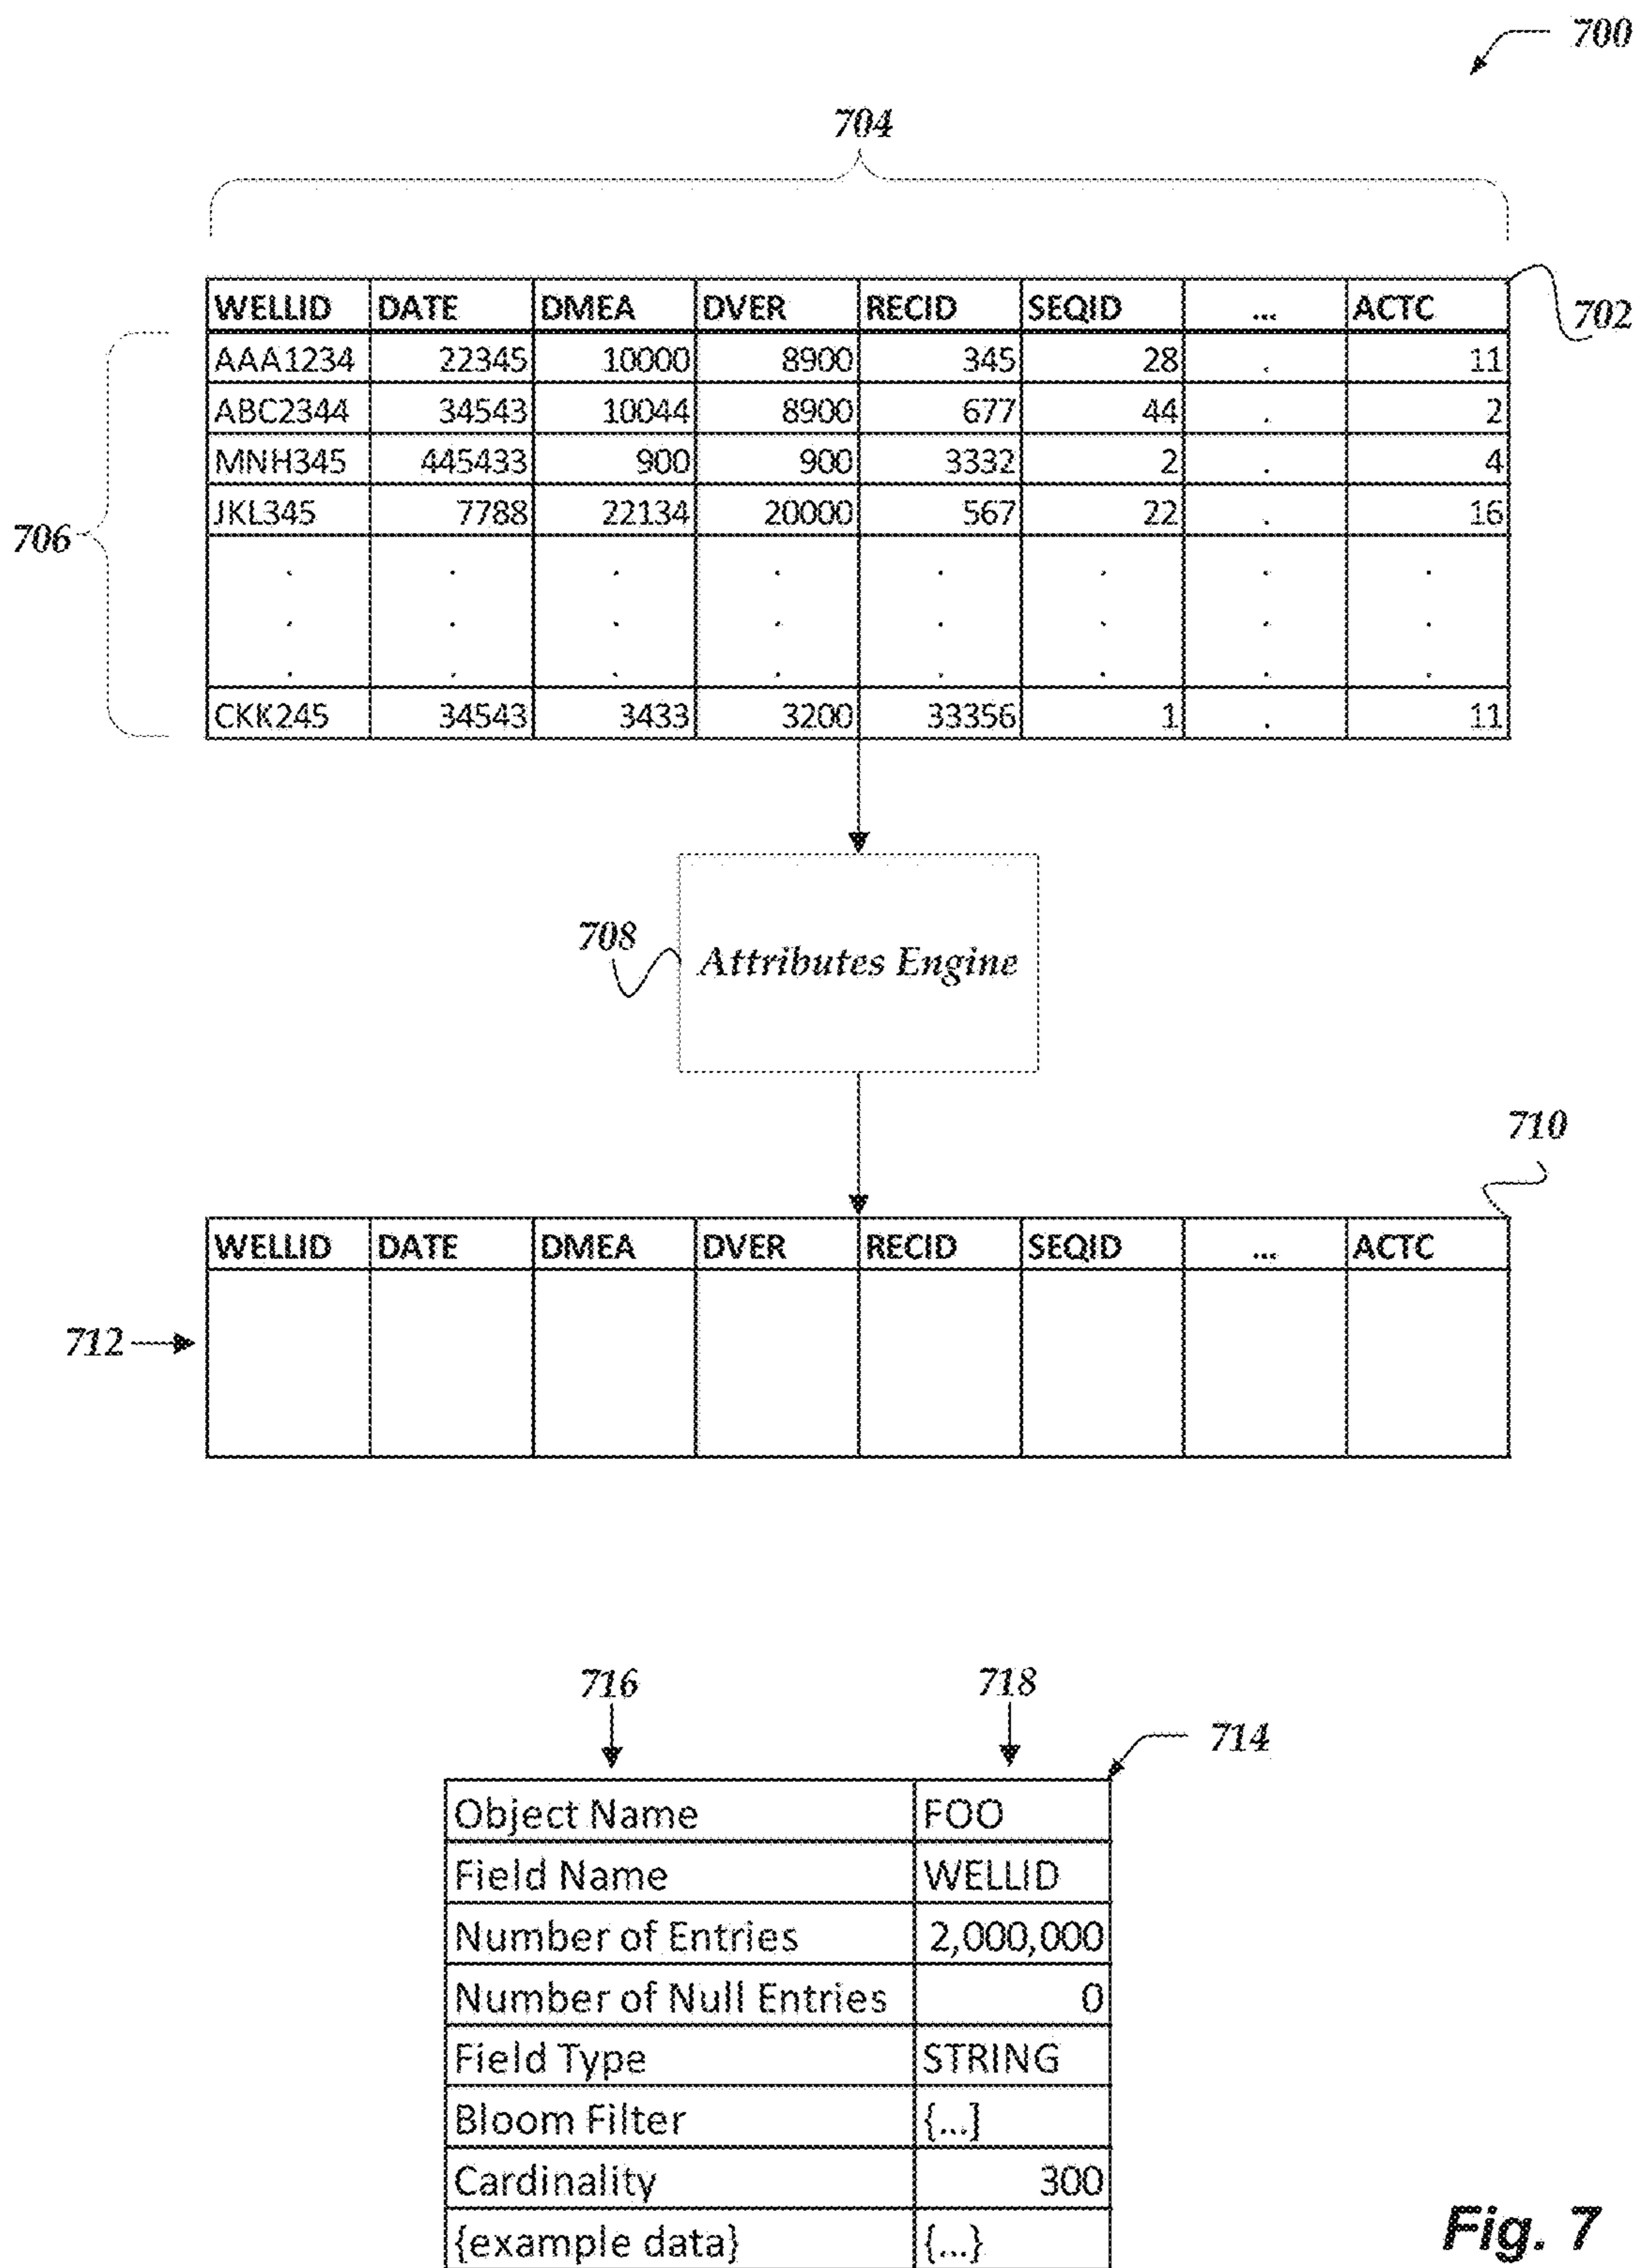 700
704
WELLID DATE DMEA DVER RECID SEQID ... ACTC
702
AAA1234 22345 10000 8900 345 28 . 11
ABC2344 34543 10044 8900 677 44 . 2
MNH345 445433 900 900 3332 2 . 4
JKL345 7788 22134 20000 567 22 . 16
706
. . . . . . . .
. . . . . . . .
. . . . . . . .
CKK245 34543 3433 3200 33356 1 . 11
708
Attributes Engine
710
WELLID DATE DMEA DVER RECID SEQID ... ACTC
712
716 718
714
Object Name FOO
Field Name WELLID
Number of Entries 2,000,000
Number of Null Entries 0
Field Type STRING
Bloom Filter {...]
Cardinality 300
{example data} {...}
Fig. 7